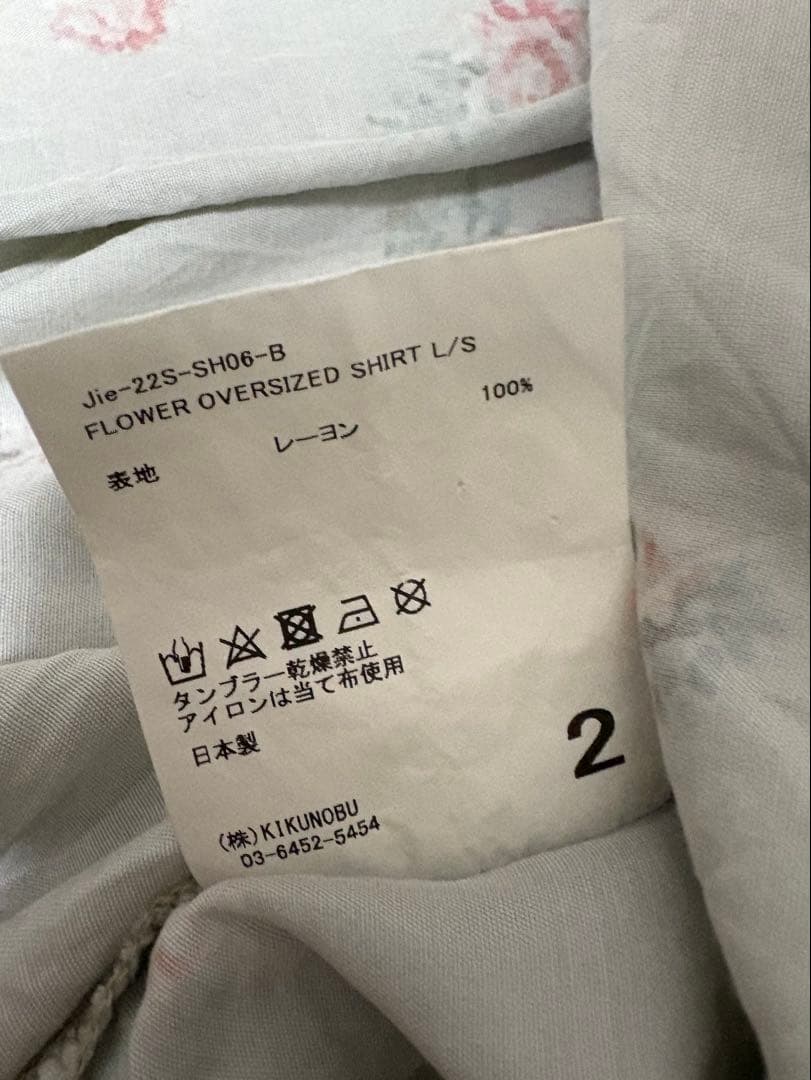 Jie-22S-SH06-B
FLOWER OVERSIZED SHIRT L/S
表地 レーヨン 100%
タンブラー乾燥禁止
アイロンは当て布使用
日本製
2
(株)KIKUNOBU
03-6452-5454